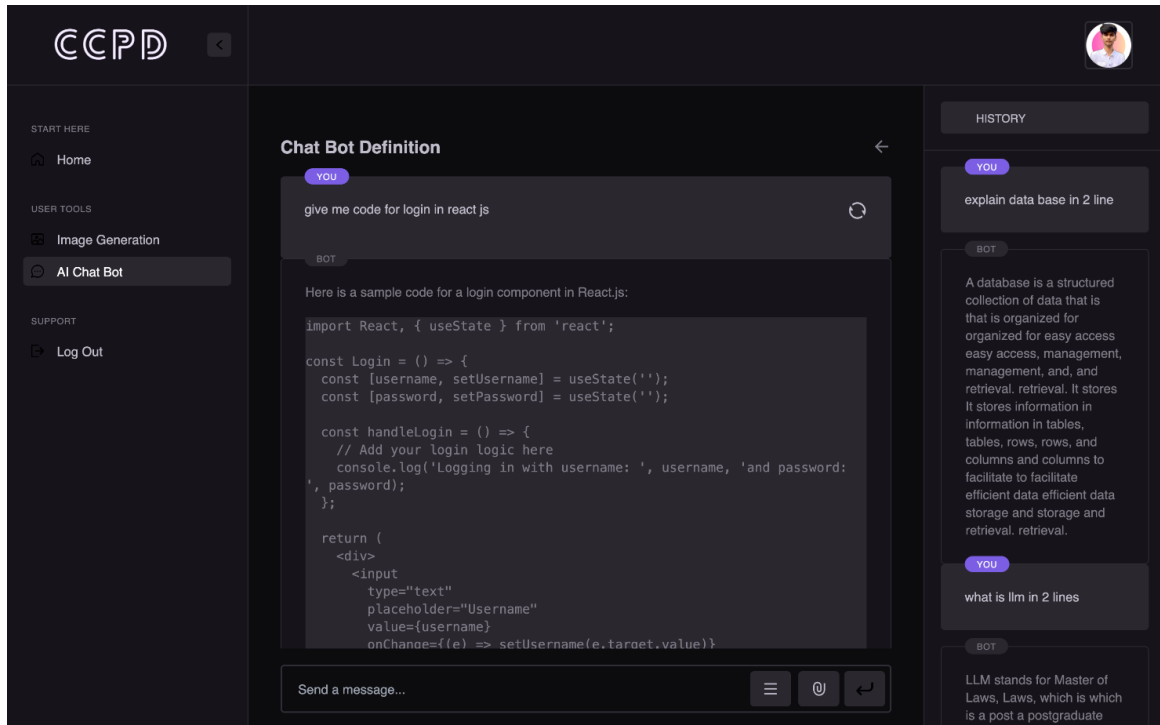 CCPD
START HERE
Home
USER TOOLS
Image Generation
AI Chat Bot
SUPPORT
Log Out
Chat Bot Definition
YOU
give me code for login in react js
BOT
Here is a sample code for a login component in React.js:
import React, { useState } from 'react';
const Login = () => {
  const [username, setUsername] = useState('');
  const [password, setPassword] = useState('');
  const handleLogin = () => {
    // Add your login logic here
    console.log('Logging in with username: ', username, 'and password:
', password);
  };
  return (
    <div>
      <input
        type="text"
        placeholder="Username"
        value={username}
        onChange={(e) => setUsername(e.target.value)}
Send a message...
HISTORY
YOU
explain data base in 2 line
BOT
A database is a structured
collection of data that is
that is organized for
organized for easy access
easy access, management,
management, and, and
retrieval. retrieval. It stores
It stores information in
information in tables,
tables, rows, rows, and
columns and columns to
facilitate to facilitate
efficient data efficient data
storage and storage and
retrieval. retrieval.
YOU
what is llm in 2 lines
BOT
LLM stands for Master of
Laws, Laws, which is which
is a post a postgraduate